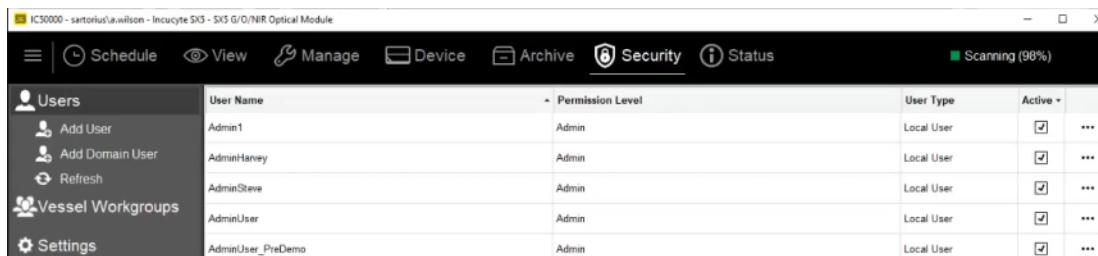 IC50000 - sartorius\a.wilson - Incucyte SX5 - SX5 G/O/NIR Optical Module
Schedule View Manage Device Archive Security Status Scanning (98%)
Users
Add User
Add Domain User
Refresh
Vessel Workgroups
Settings
User Name Permission Level User Type Active
Admin1 Admin Local User
AdminHarvey Admin Local User
AdminSteve Admin Local User
AdminUser Admin Local User
AdminUser_PreDemo Admin Local User